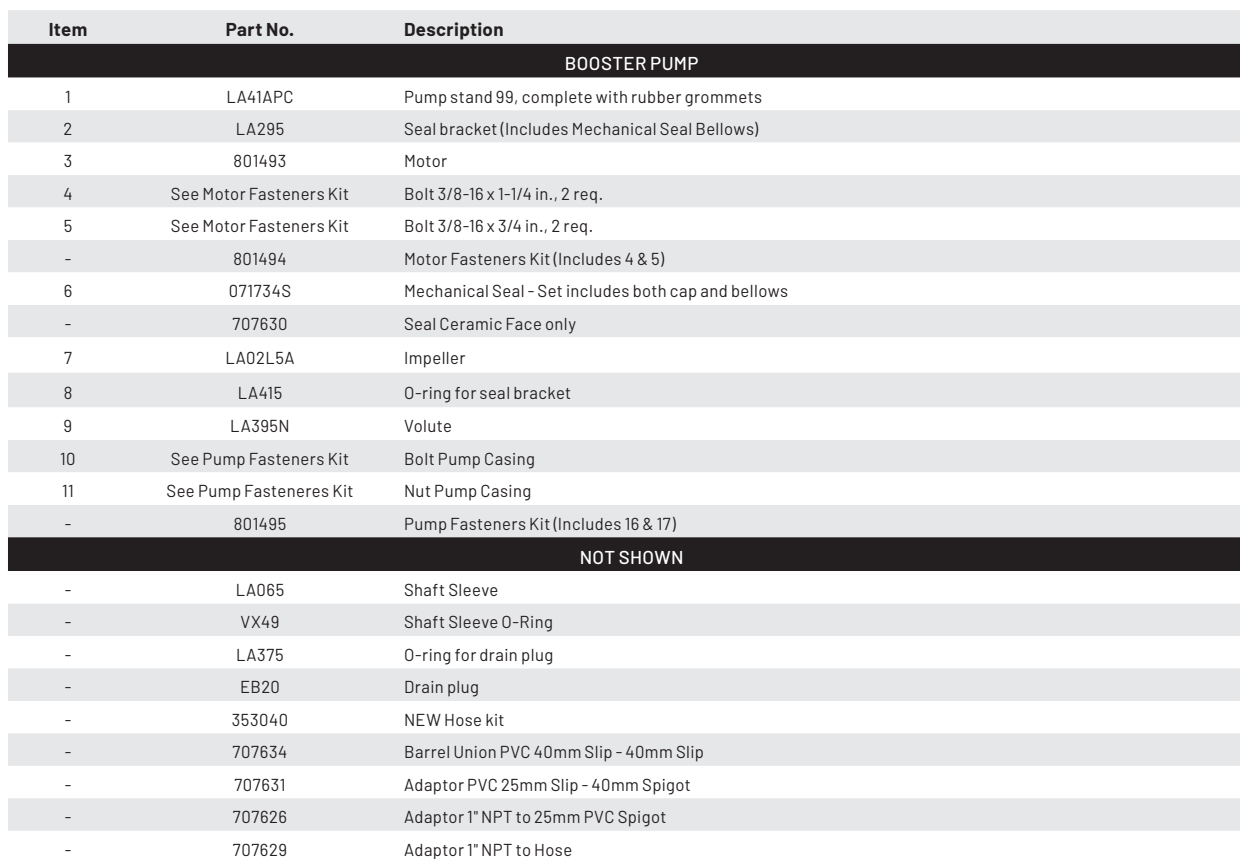 Item Part No. Description
BOOSTER PUMP
1 LA41APC Pump stand 99, complete with rubber grommets
2 LA295 Seal bracket (Includes Mechanical Seal Bellows)
3 801493 Motor
4 See Motor Fasteners Kit Bolt 3/8-16 x 1-1/4 in., 2 req.
5 See Motor Fasteners Kit Bolt 3/8-16 x 3/4 in., 2 req.
- 801494 Motor Fasteners Kit (Includes 4 & 5)
6 071734S Mechanical Seal - Set includes both cap and bellows
- 707630 Seal Ceramic Face only
7 LA02L5A Impeller
8 LA415 O-ring for seal bracket
9 LA395N Volute
10 See Pump Fasteners Kit Bolt Pump Casing
11 See Pump Fasteneres Kit Nut Pump Casing
- 801495 Pump Fasteners Kit (Includes 16 & 17)
NOT SHOWN
- LA065 Shaft Sleeve
- VX49 Shaft Sleeve O-Ring
- LA375 O-ring for drain plug
- EB20 Drain plug
- 353040 NEW Hose kit
- 707634 Barrel Union PVC 40mm Slip - 40mm Slip
- 707631 Adaptor PVC 25mm Slip - 40mm Spigot
- 707626 Adaptor 1" NPT to 25mm PVC Spigot
- 707629 Adaptor 1" NPT to Hose